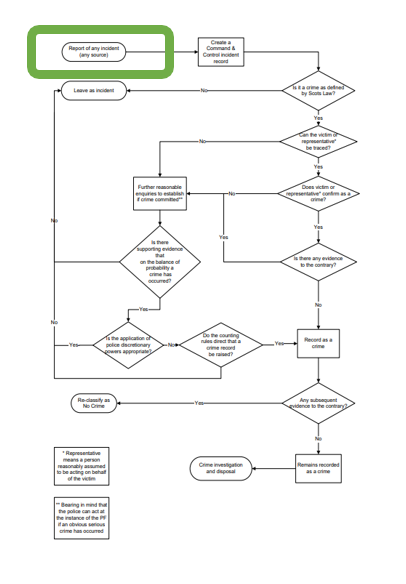 Report of any incident
(any source)
Create a
Command &
Control incident
record
Leave as incident
No
Is it a crime as defined
by Scots Law?
Yes
Can the victim or
representative*
be traced?
No
Yes
Further reasonable
enquiries to establish
if crime committed**
No
Does victim or
representative* confirm as a
crime?
No
Yes
Yes
Is there
supporting evidence
that
on the balance of
probability a
crime has
occurred?
Is there any evidence
to the contrary?
Yes
No
No
Yes
Is the application of
police discretionary
powers appropriate?
No
Do the counting
rules direct that a
crime record
be raised?
Yes
Record as a
crime
Re-classify as
No Crime
Yes
Any subsequent
evidence to the contrary?
No
* Representative
means a person
reasonably assumed
to be acting on behalf
of the victim
Crime investigation
and disposal
Remains recorded
as a crime
** Bearing in mind that
the police can act at
the instance of the PF
if an obvious serious
crime has occurred